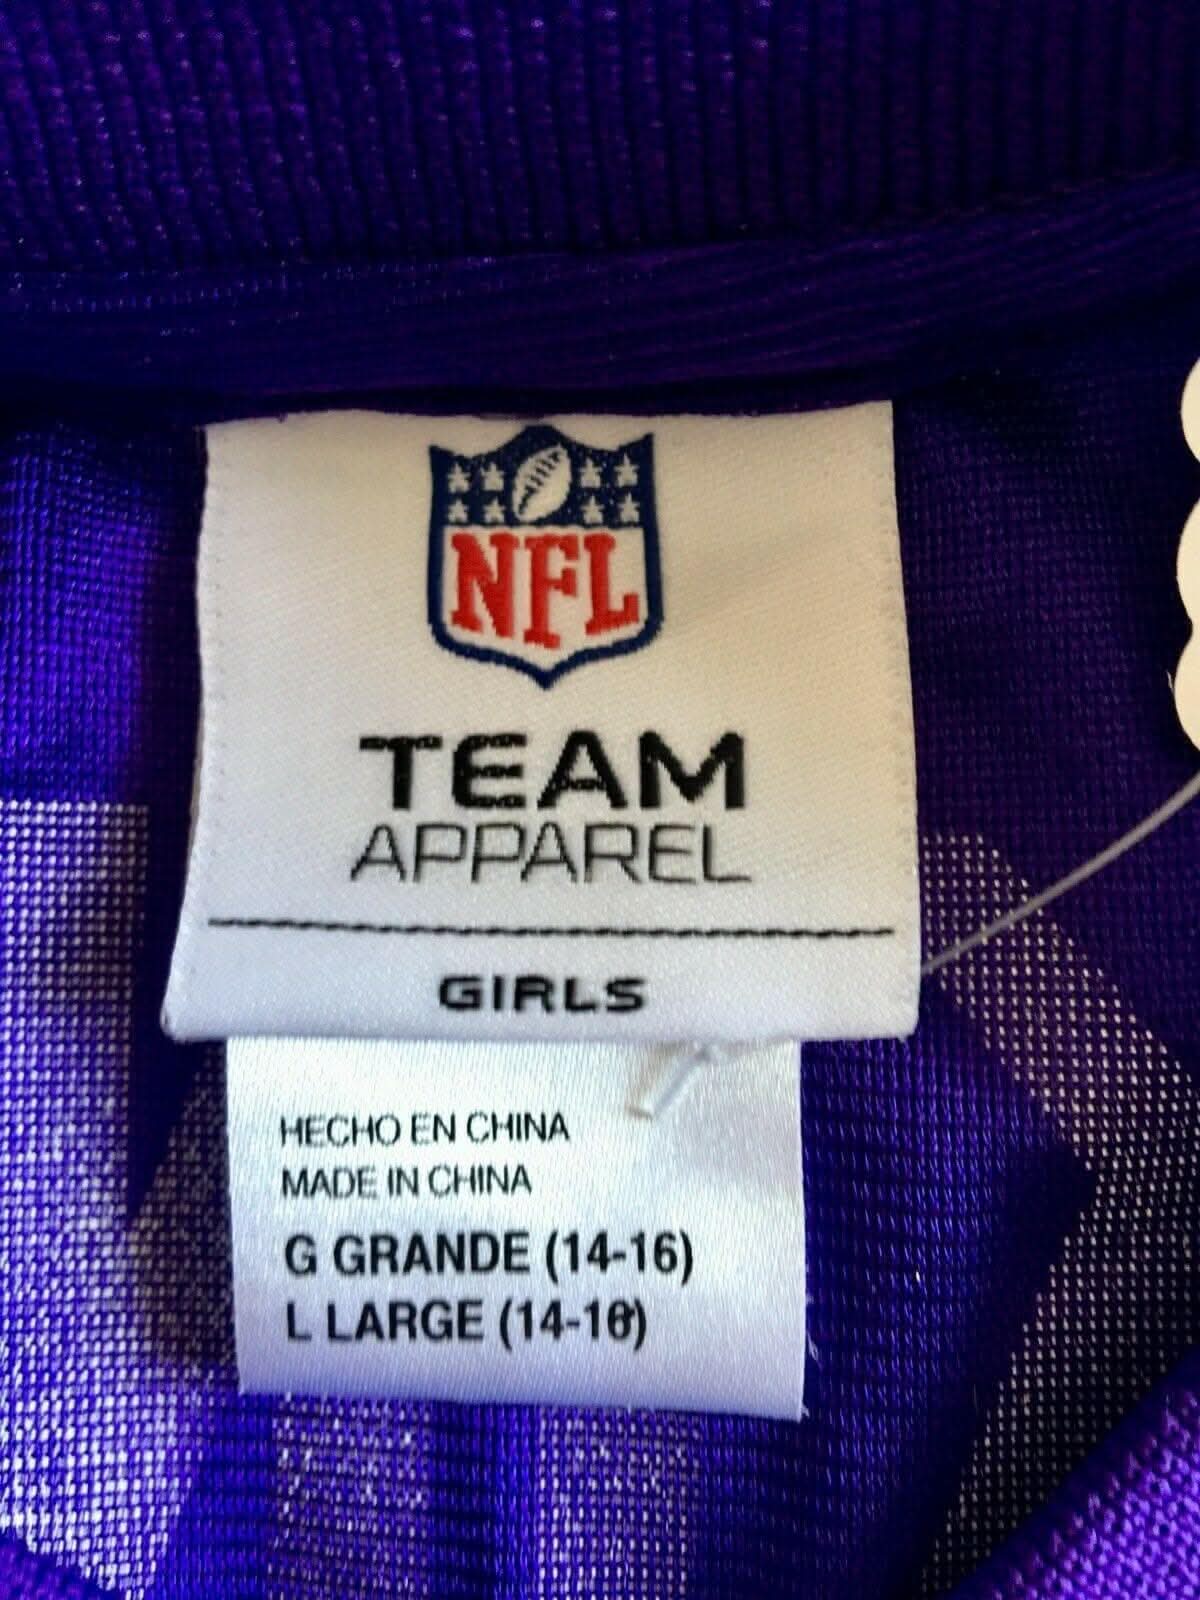 NFL
TEAM
APPAREL
GIRLS
HECHO EN CHINA
MADE IN CHINA
G GRANDE (14-16)
L LARGE (14-16)